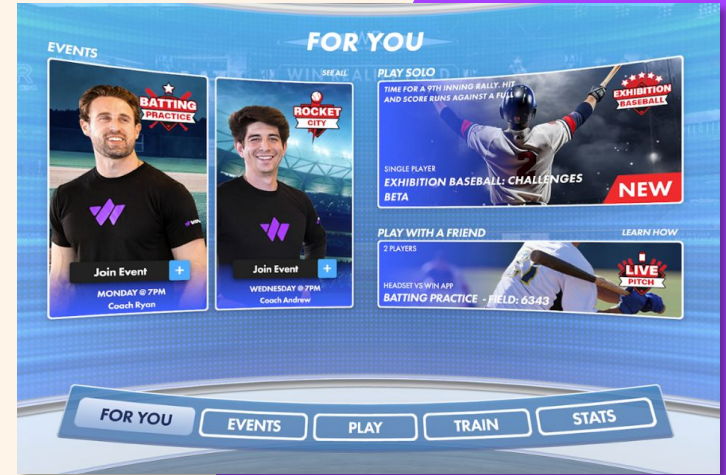 FOR YOU
EVENTS
SEE ALL
BATTING
PRACTICE
Join Event +
MONDAY @ 7PM
Coach Ryan
ROCKET
CITY
Join Event +
WEDNESDAY @ 7PM
Coach Andrew
PLAY SOLO
TIME FOR A 9TH INNING RALLY. HIT
AND SCORE RUNS AGAINST A FULL
EXHIBITION
BASEBALL
SINGLE PLAYER
EXHIBITION BASEBALL: CHALLENGES
BETA
NEW
PLAY WITH A FRIEND
LEARN HOW
2 PLAYERS
LIVE
PITCH
HEADSET VS WIN APP
BATTING PRACTICE - FIELD: 6343
FOR YOU
EVENTS
PLAY
TRAIN
STATS